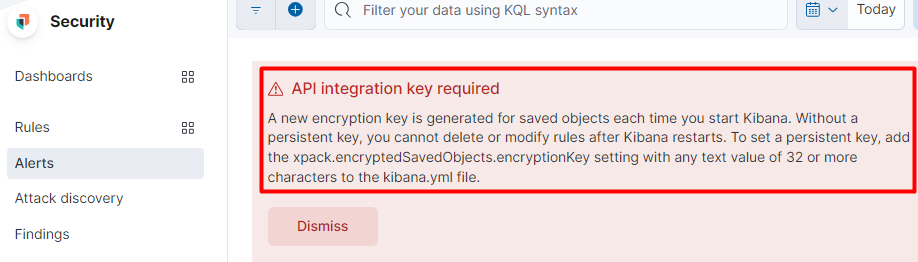 Security
Filter your data using KQL syntax
Today
Dashboards
Rules
Alerts
Attack discovery
Findings
API integration key required
A new encryption key is generated for saved objects each time you start Kibana. Without a
persistent key, you cannot delete or modify rules after Kibana restarts. To set a persistent key, add
the xpack.encryptedSavedObjects.encryptionKey setting with any text value of 32 or more
characters to the kibana.yml file.
Dismiss